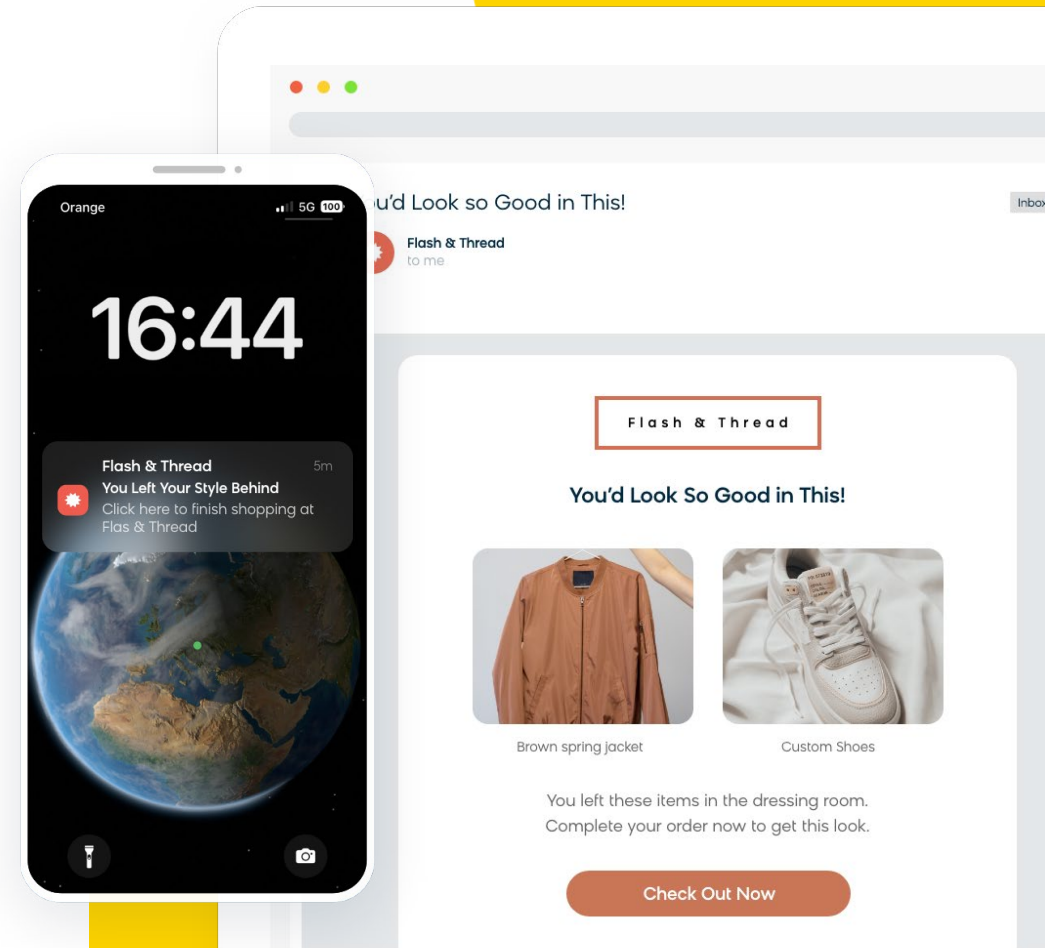 Orange
5G 100
16:44
Flash & Thread 5m
You Left Your Style Behind
Click here to finish shopping at
Flas & Thread
u'd Look so Good in This!
Inbox
Flash & Thread
to me
Flash & Thread
You'd Look So Good in This!
Brown spring jacket
Custom Shoes
You left these items in the dressing room.
Complete your order now to get this look.
Check Out Now